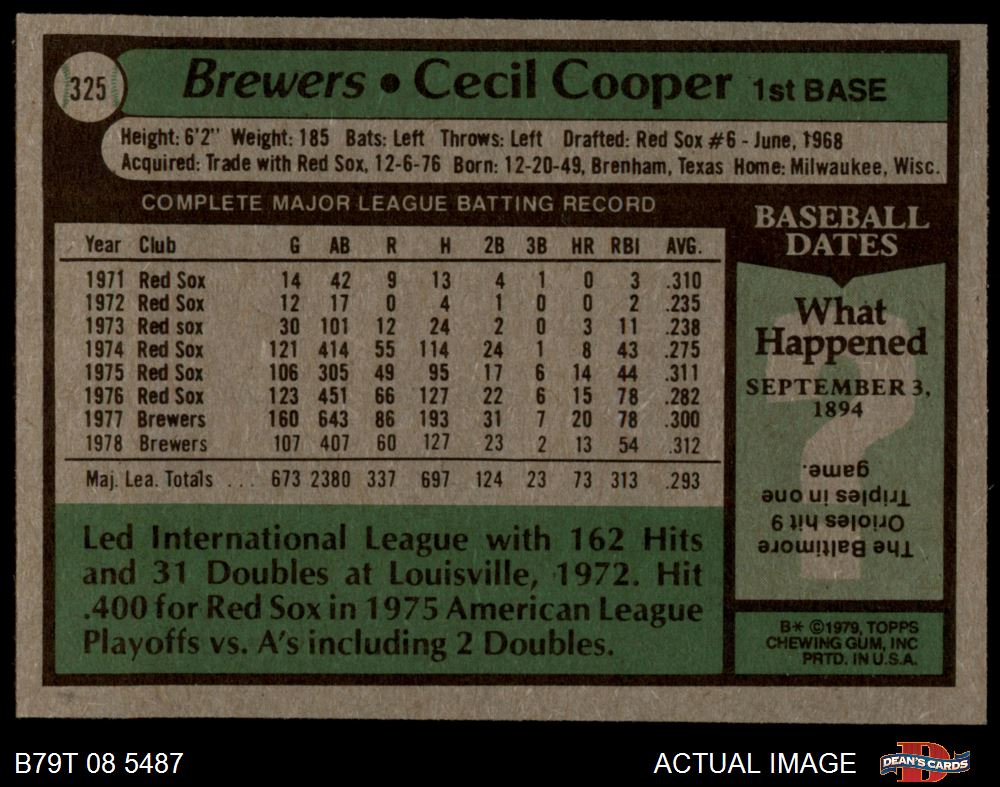 325
Brewers • Cecil Cooper 1st BASE
Height: 6'2" Weight: 185 Bats: Left Throws: Left Drafted: Red Sox #6 - June, 1968
Acquired: Trade with Red Sox, 12-6-76 Born: 12-20-49, Brenham, Texas Home: Milwaukee, Wisc.
COMPLETE MAJOR LEAGUE BATTING RECORD
Year Club G AB R H 2B 3B HR RBI AVG.
1971 Red Sox 14 42 9 13 4 1 0 3 .310
1972 Red Sox 12 17 0 4 1 0 0 2 .235
1973 Red sox 30 101 12 24 2 0 3 11 .238
1974 Red Sox 121 414 55 114 24 1 8 43 .275
1975 Red Sox 106 305 49 95 17 6 14 44 .311
1976 Red Sox 123 451 66 127 22 6 15 78 .282
1977 Brewers 160 643 86 193 31 7 20 78 .300
1978 Brewers 107 407 60 127 23 2 13 54 .312
Maj. Lea. Totals ... 673 2380 337 697 124 23 73 313 .293
Led International League with 162 Hits
and 31 Doubles at Louisville, 1972. Hit
.400 for Red Sox in 1975 American League
Playoffs vs. A's including 2 Doubles.
BASEBALL
DATES
What
Happened
SEPTEMBER 3,
1894
?
The Baltimore
Orioles hit 9
Triples in one
game.
B* ©1979, TOPPS
CHEWING GUM, INC
PRTD. IN U.S.A.
B79T 08 5487
ACTUAL IMAGE
DEAN'S CARDS